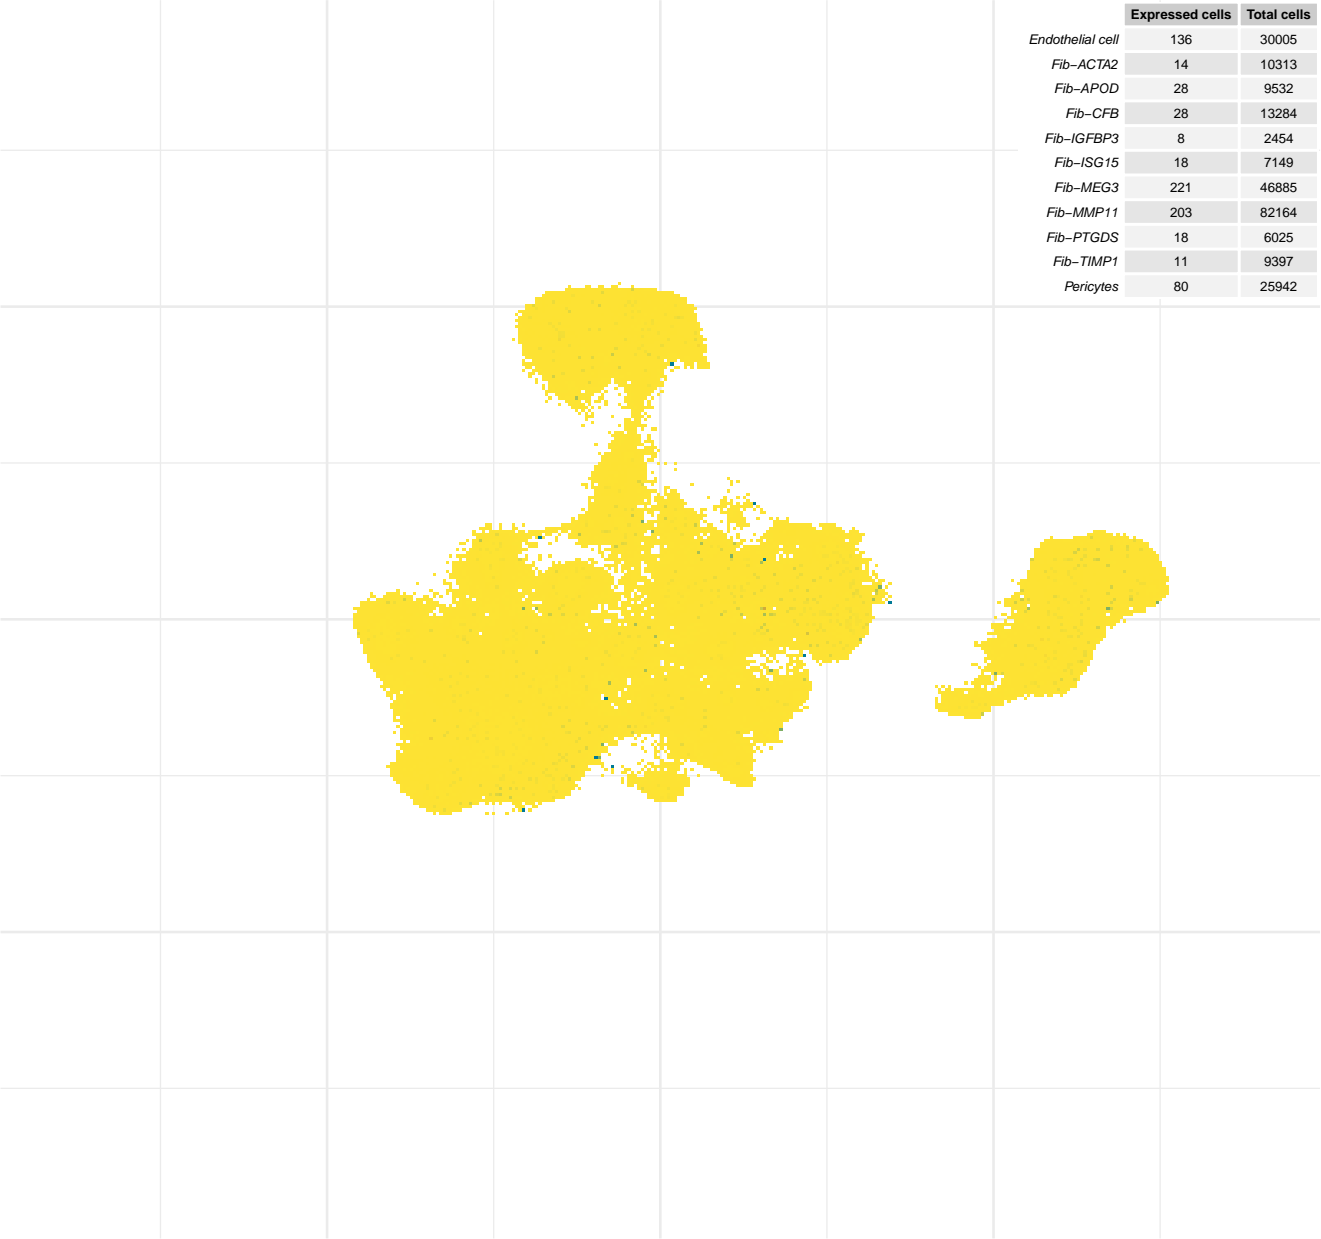 Expressed cells Total cells
Endothelial cell 136 30005
Fib−ACTA2 14 10313
Fib−APOD 28 9532
Fib−CFB 28 13284
Fib−IGFBP3 8 2454
Fib−ISG15 18 7149
Fib−MEG3 221 46885
Fib−MMP11 203 82164
Fib−PTGDS 18 6025
Fib−TIMP1 11 9397
Pericytes 80 25942